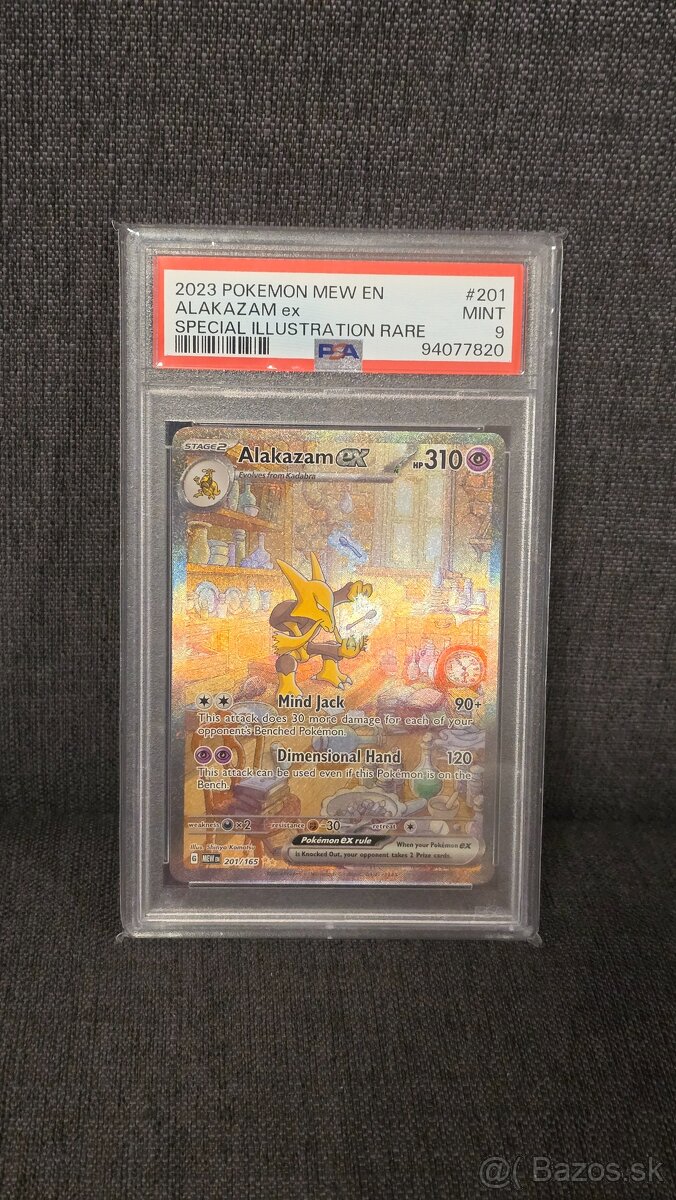 2023 POKEMON MEW EN #201
ALAKAZAM ex MINT
SPECIAL ILLUSTRATION RARE 9
PSA 94077820
STAGE2 Alakazam ex HP 310
Evolves from Kadabra
Mind Jack 90+
This attack does 30 more damage for each of your
opponent's Benched Pokémon.
Dimensional Hand 120
This attack can be used even if this Pokémon is on the
Bench.
weakness ×2 resistance -30 retreat
Pokémon ex rule When your Pokémon ex
is Knocked Out, your opponent takes 2 Prize cards.
Illus. Shinya Komatsu
G MEW EN 201/165
@( Bazos.sk